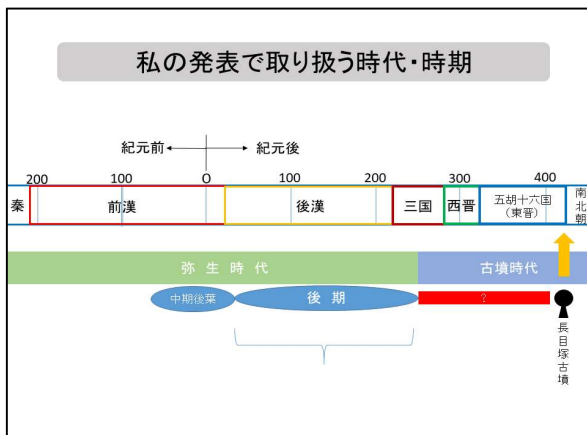 私の発表で取り扱う時代・時期
紀元前
紀元後
200
100
0
100
200
300
400
秦
前漢
後漢
三国
西晋
五胡十六国
(東晋)
南北朝
弥生時代
古墳時代
中期後葉
後期
?
長目塚古墳